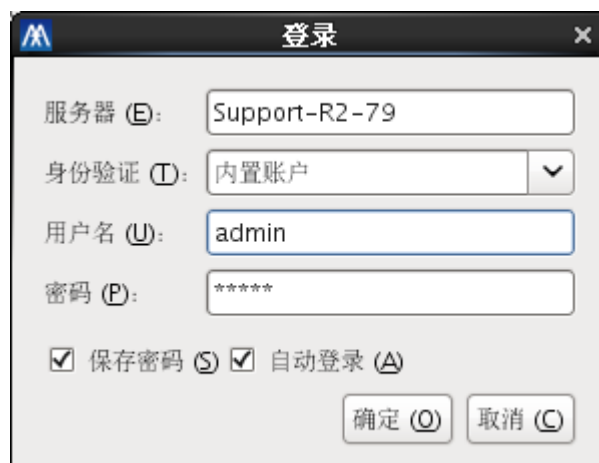 登录
服务器 (E): Support-R2-79
身份验证 (T): 内置账户
用户名 (U): admin
密码 (P): *****
保存密码 (S) 自动登录 (A)
确定 (O) 取消 (C)